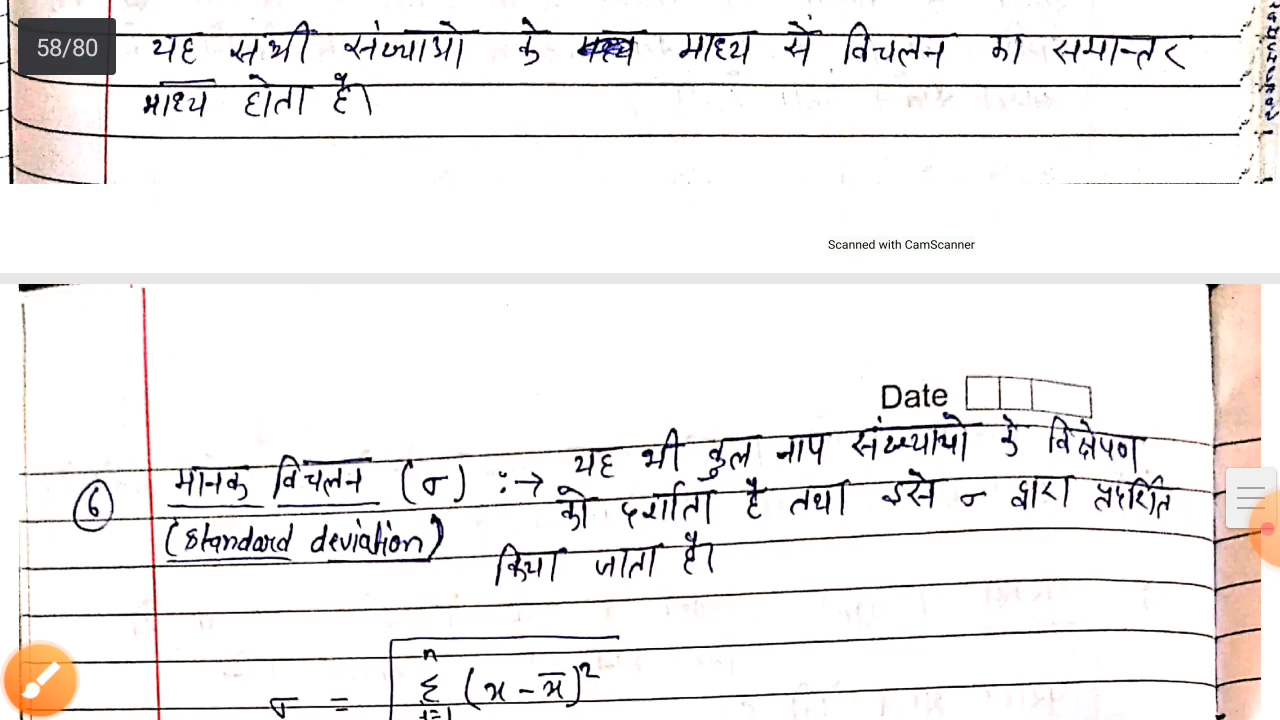 58/80
यह सभी संख्याओ के माध्य से विचलन का समान्तर
माध्य होता है।
Scanned with CamScanner
Date
⑥ मानक विचलन (σ) :→ यह भी कुल नाप संख्यायो के विक्षेपण
(Standard deviation) को दर्शाता है तथा इसे σ द्वारा प्रदर्शित
किया जाता है।
σ = √ n Σ i=1 (x - x̄)²